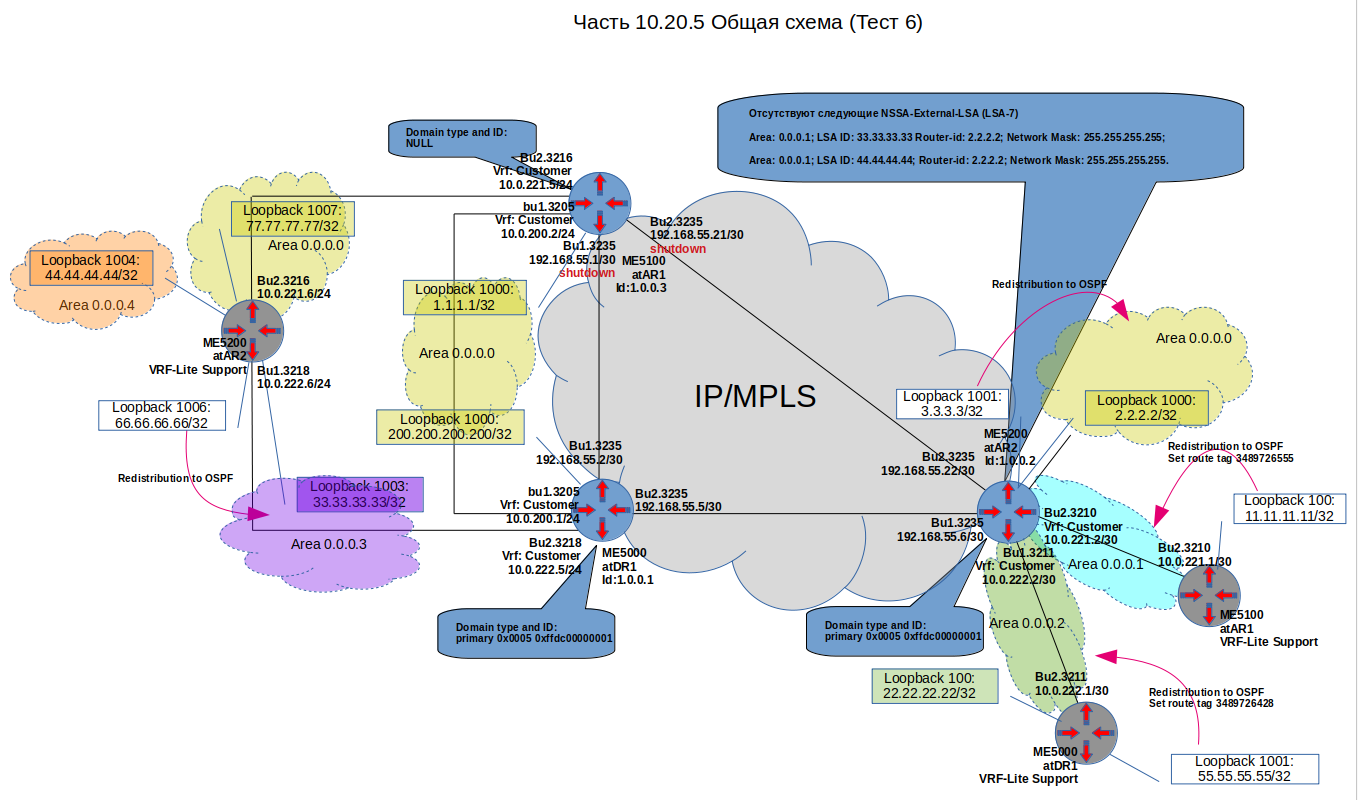 Часть 10.20.5 Общая схема (Тест 6)
Domain type and ID:
NULL
Отсутствуют следующие NSSA-External-LSA (LSA-7)
Area: 0.0.0.1; LSA ID: 33.33.33.33 Router-id: 2.2.2.2; Network Mask: 255.255.255.255;
Area: 0.0.0.1; LSA ID: 44.44.44.44; Router-id: 2.2.2.2; Network Mask: 255.255.255.255.
Bu2.3216
Vrf: Customer
10.0.221.5/24
bu1.3205
Vrf: Customer
10.0.200.2/24
Bu1.3235
192.168.55.1/30
shutdown
Bu2.3235
192.168.55.21/30
shutdown
ME5100
atAR1
Id:1.0.0.3
Loopback 1007:
77.77.77.77/32
Area 0.0.0.0
Loopback 1004:
44.44.44.44/32
Area 0.0.0.4
Bu2.3216
10.0.221.6/24
ME5200
atAR2
VRF-Lite Support
Bu1.3218
10.0.222.6/24
Loopback 1000:
1.1.1.1/32
Area 0.0.0.0
Loopback 1000:
200.200.200.200/32
IP/MPLS
Redistribution to OSPF
Area 0.0.0.0
Loopback 1001:
3.3.3.3/32
Loopback 1000:
2.2.2.2/32
Loopback 1006:
66.66.66.66/32
Redistribution to OSPF
Loopback 1003:
33.33.33.33/32
Area 0.0.0.3
Bu1.3235
192.168.55.2/30
bu1.3205
Vrf: Customer
10.0.200.1/24
Bu2.3235
192.168.55.5/30
Bu2.3218
Vrf: Customer
10.0.222.5/24
ME5000
atDR1
Id:1.0.0.1
Domain type and ID:
primary 0x0005 0xffdc00000001
ME5200
atAR2
Id:1.0.0.2
Bu2.3235
192.168.55.22/30
Bu1.3235
192.168.55.6/30
Redistribution to OSPF
Set route tag 3489726555
Loopback 100:
11.11.11.11/32
Bu2.3210
Vrf: Customer
10.0.221.2/30
Bu1.3211
Vrf: Customer
10.0.222.2/30
Area 0.0.0.1
Bu2.3210
10.0.221.1/30
ME5100
atAR1
VRF-Lite Support
Domain type and ID:
primary 0x0005 0xffdc00000001
Area 0.0.0.2
Loopback 100:
22.22.22.22/32
Bu2.3211
10.0.222.1/30
Redistribution to OSPF
Set route tag 3489726428
ME5000
atDR1
VRF-Lite Support
Loopback 1001:
55.55.55.55/32